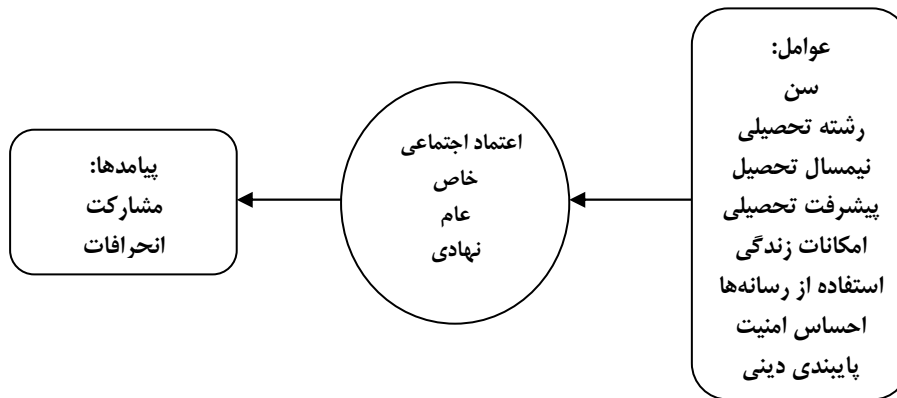 عوامل:
سن
رشته تحصیلی
نیمسال تحصیل
پیشرفت تحصیلی
امکانات زندگی
استفاده از رسانه‌ها
احساس امنیت
پایبندی دینی
اعتماد اجتماعی
خاص
عام
نهادی
پیامدها:
مشارکت
انحرافات